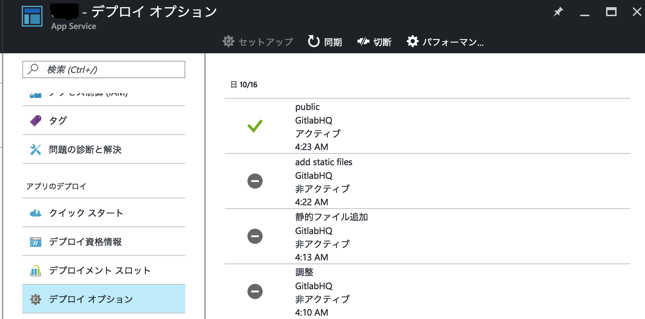 - デプロイ オプション
App Service
セットアップ
同期
切断
パフォーマン...
検索 (Ctrl+/)
アクセス制御 (IAM)
タグ
問題の診断と解決
アプリのデプロイ
クイック スタート
デプロイ資格情報
デプロイメント スロット
デプロイ オプション
日 10/16
public
GitlabHQ
アクティブ
4:23 AM
add static files
GitlabHQ
非アクティブ
4:22 AM
静的ファイル追加
GitlabHQ
非アクティブ
4:13 AM
調整
GitlabHQ
非アクティブ
4:10 AM